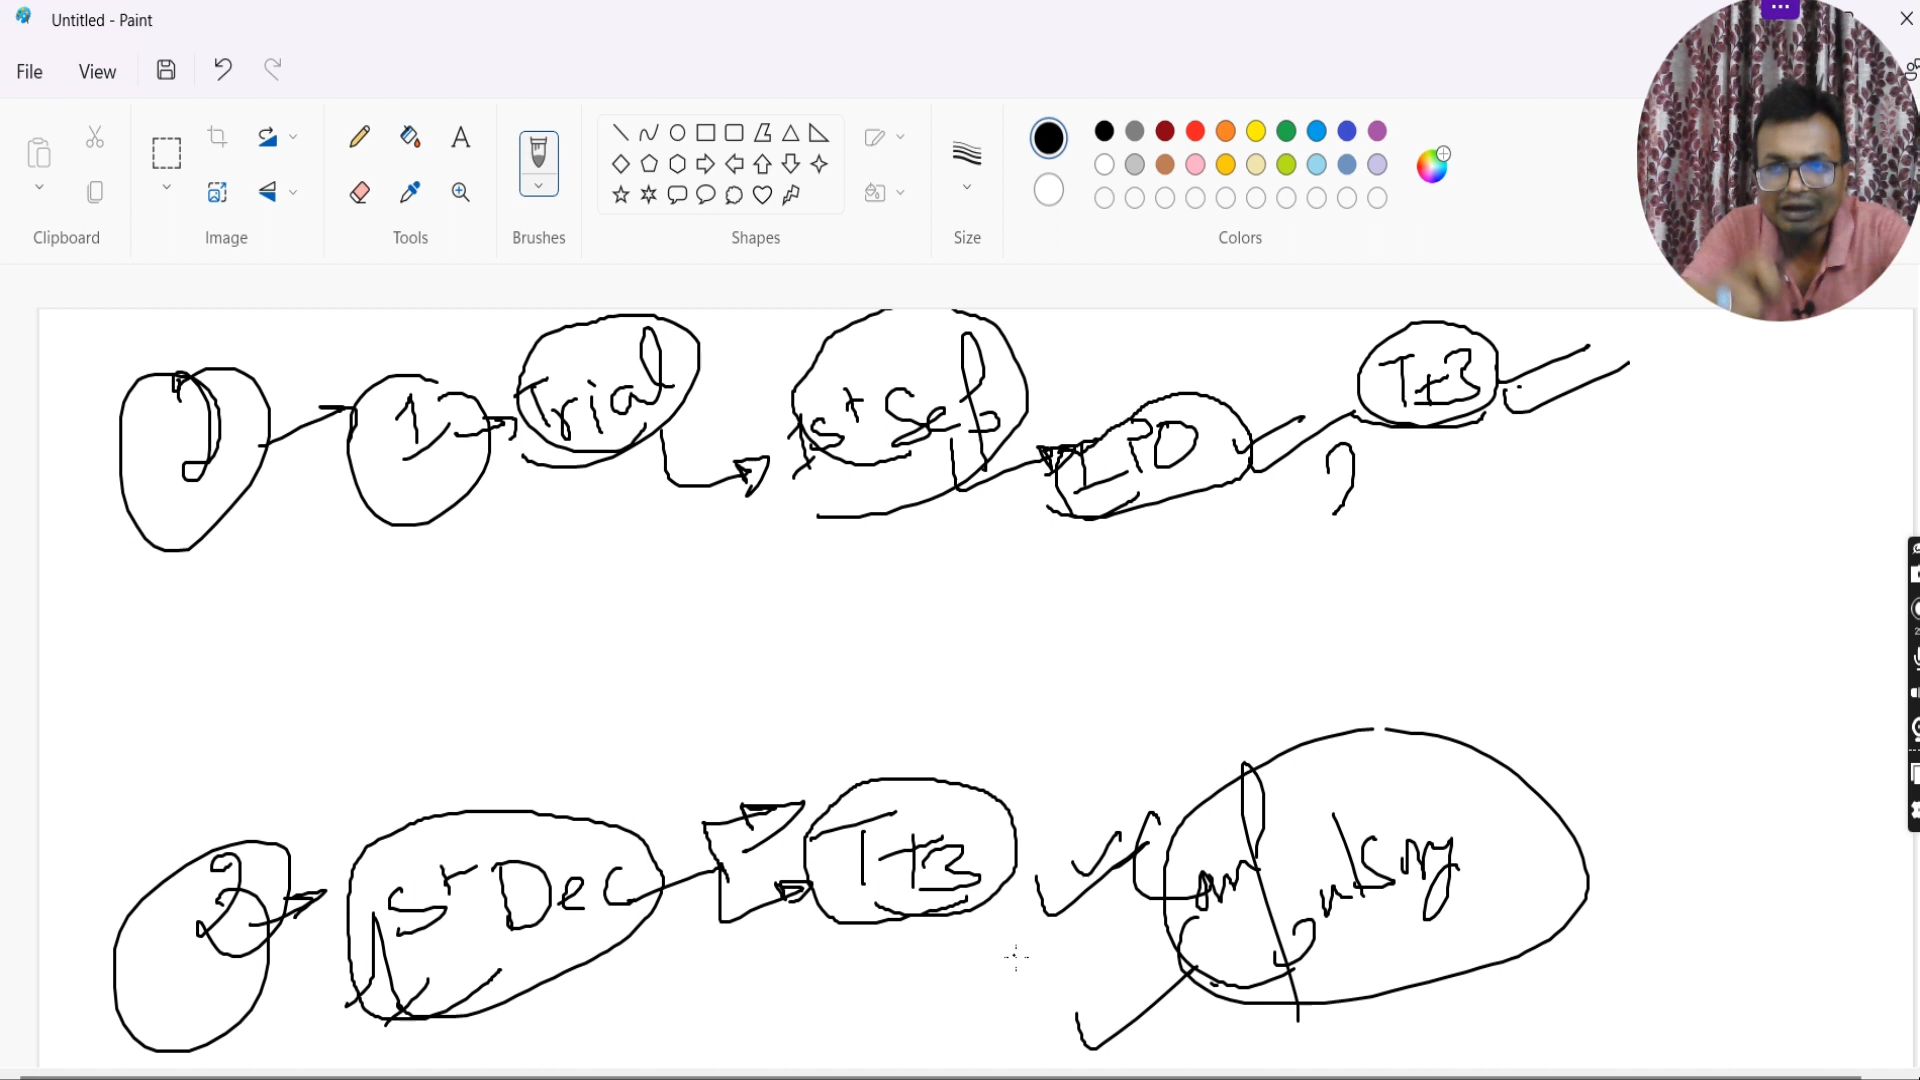 Untitled - Paint
File View
Clipboard Image Tools Brushes Shapes Size Colors
1 Trial 1st Sep IPO T+3
?
2 1st Dec T+3